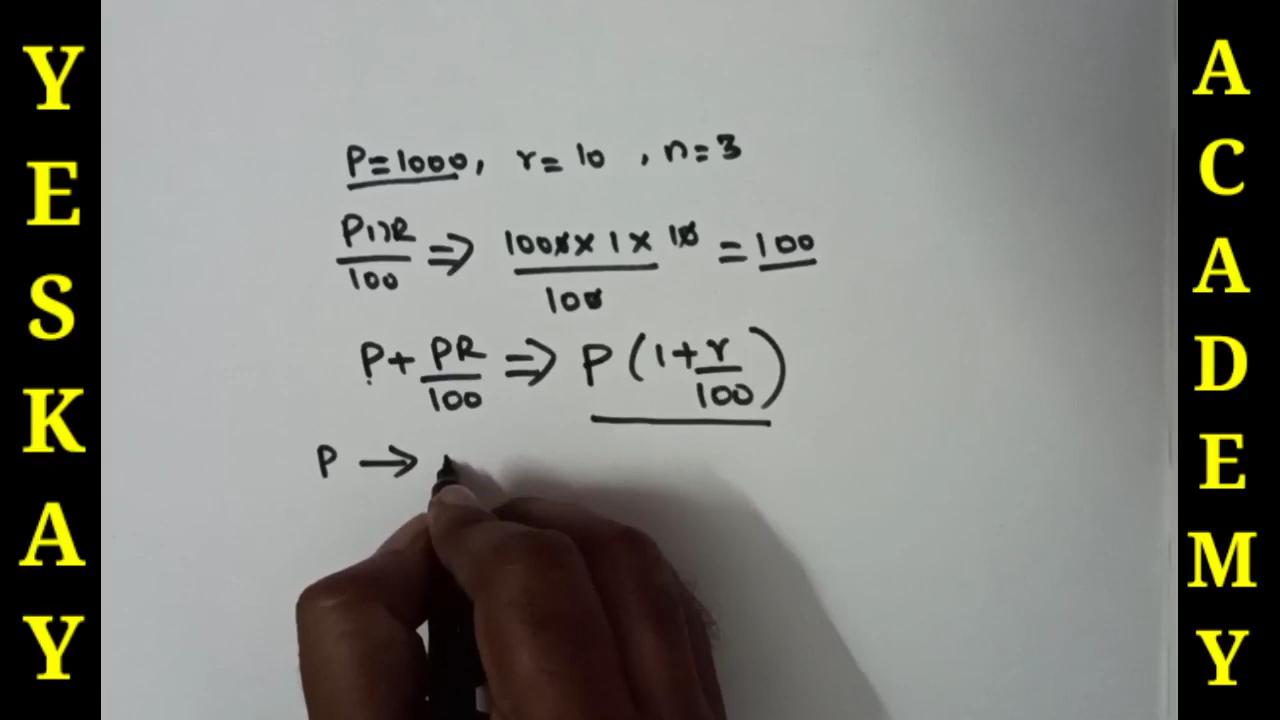 YESKAY
P=1000, r=10, n=3
P1R/100 ⇒ 1000×1×10/100 = 100
P+PR/100 ⇒ P(1+r/100)
P →
ACADEMY